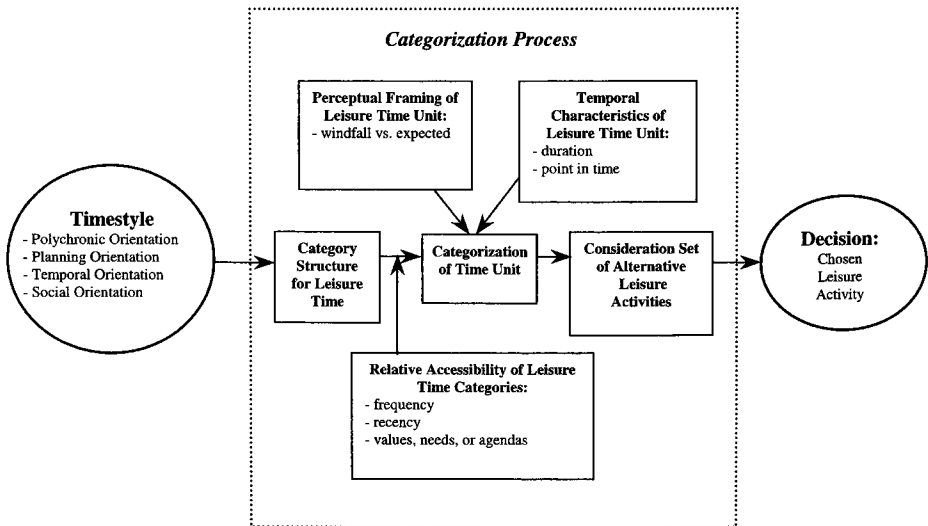 Categorization Process
Perceptual Framing of
Leisure Time Unit:
- windfall vs. expected
Temporal
Characteristics of
Leisure Time Unit:
- duration
- point in time
Timestyle
- Polychronic Orientation
- Planning Orientation
- Temporal Orientation
- Social Orientation
Category
Structure
for Leisure
Time
Categorization
of Time Unit
Consideration Set
of Alternative
Leisure
Activities
Decision:
Chosen
Leisure
Activity
Relative Accessibility of Leisure
Time Categories:
- frequency
- recency
- values, needs, or agendas